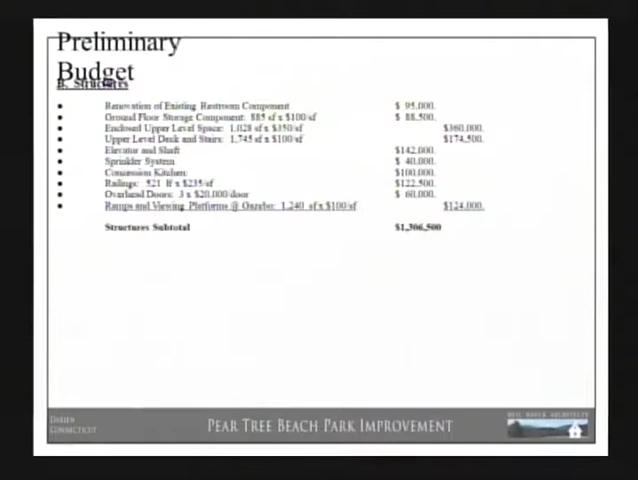 Preliminary
Budget
B. Structures
• Renovation of Existing Restroom Component $ 95,000.
• Ground Floor Storage Component: 885 sf x $100/sf $ 88,500.
• Enclosed Upper Level Space: 1,028 sf x $350/sf $360,000.
• Upper Level Deck and Stairs: 1,745 sf x $100/sf $174,500.
• Elevator and Shaft $142,000.
• Sprinkler System $ 40,000.
• Concession Kitchen: $100,000.
• Railings: 521 lf x $235/sf $122,500.
• Overhead Doors: 3 x $20,000/door $ 60,000.
• Ramps and Viewing Platforms @ Gazebo: 1,240 sf x $100/sf $124,000.
Structures Subtotal $1,306,500
DARIEN
CONNECTICUT
PEAR TREE BEACH PARK IMPROVEMENT